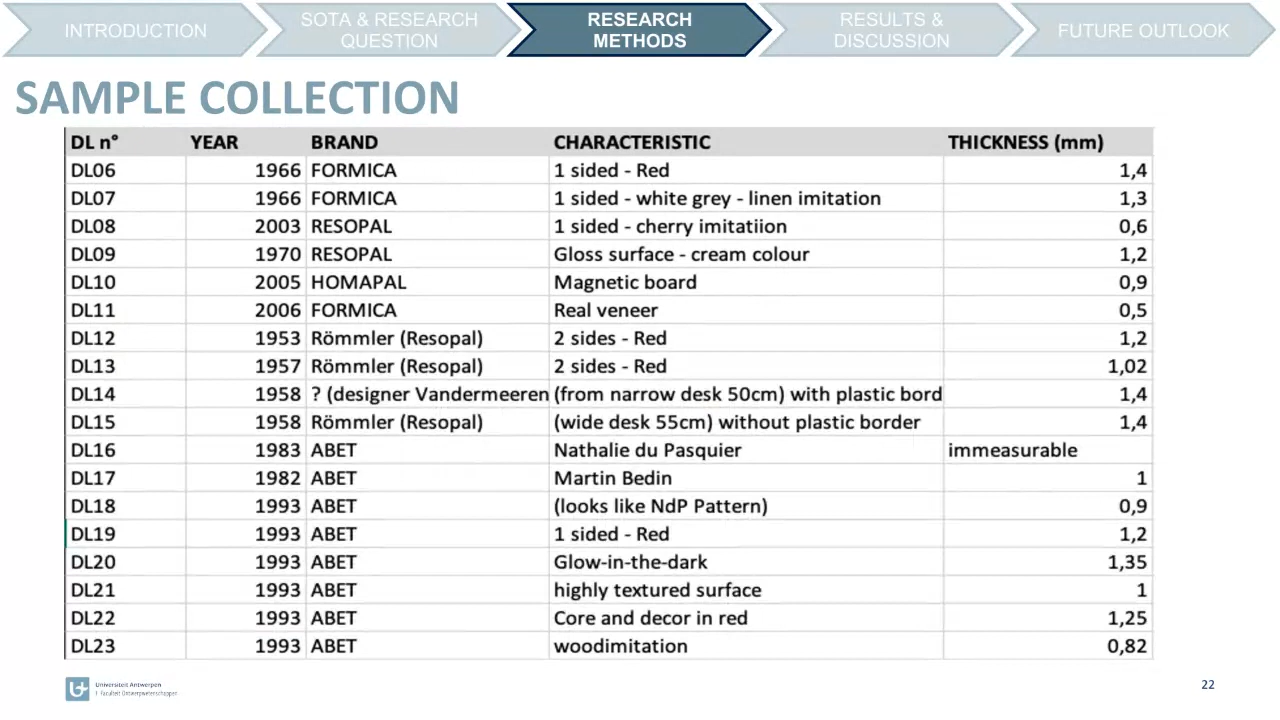 INTRODUCTION
SOTA & RESEARCH
QUESTION
RESEARCH
METHODS
RESULTS &
DISCUSSION
FUTURE OUTLOOK
SAMPLE COLLECTION
DL n° YEAR BRAND CHARACTERISTIC THICKNESS (mm)
DL06 1966 FORMICA 1 sided - Red 1,4
DL07 1966 FORMICA 1 sided - white grey - linen imitation 1,3
DL08 2003 RESOPAL 1 sided - cherry imitatiion 0,6
DL09 1970 RESOPAL Gloss surface - cream colour 1,2
DL10 2005 HOMAPAL Magnetic board 0,9
DL11 2006 FORMICA Real veneer 0,5
DL12 1953 Römmler (Resopal) 2 sides - Red 1,2
DL13 1957 Römmler (Resopal) 2 sides - Red 1,02
DL14 1958 ? (designer Vandermeeren (from narrow desk 50cm) with plastic bord 1,4
DL15 1958 Römmler (Resopal) (wide desk 55cm) without plastic border 1,4
DL16 1983 ABET Nathalie du Pasquier immeasurable
DL17 1982 ABET Martin Bedin 1
DL18 1993 ABET (looks like NdP Pattern) 0,9
DL19 1993 ABET 1 sided - Red 1,2
DL20 1993 ABET Glow-in-the-dark 1,35
DL21 1993 ABET highly textured surface 1
DL22 1993 ABET Core and decor in red 1,25
DL23 1993 ABET woodimitation 0,82
Universiteit Antwerpen
Faculteit Ontwerpwetenschappen
22